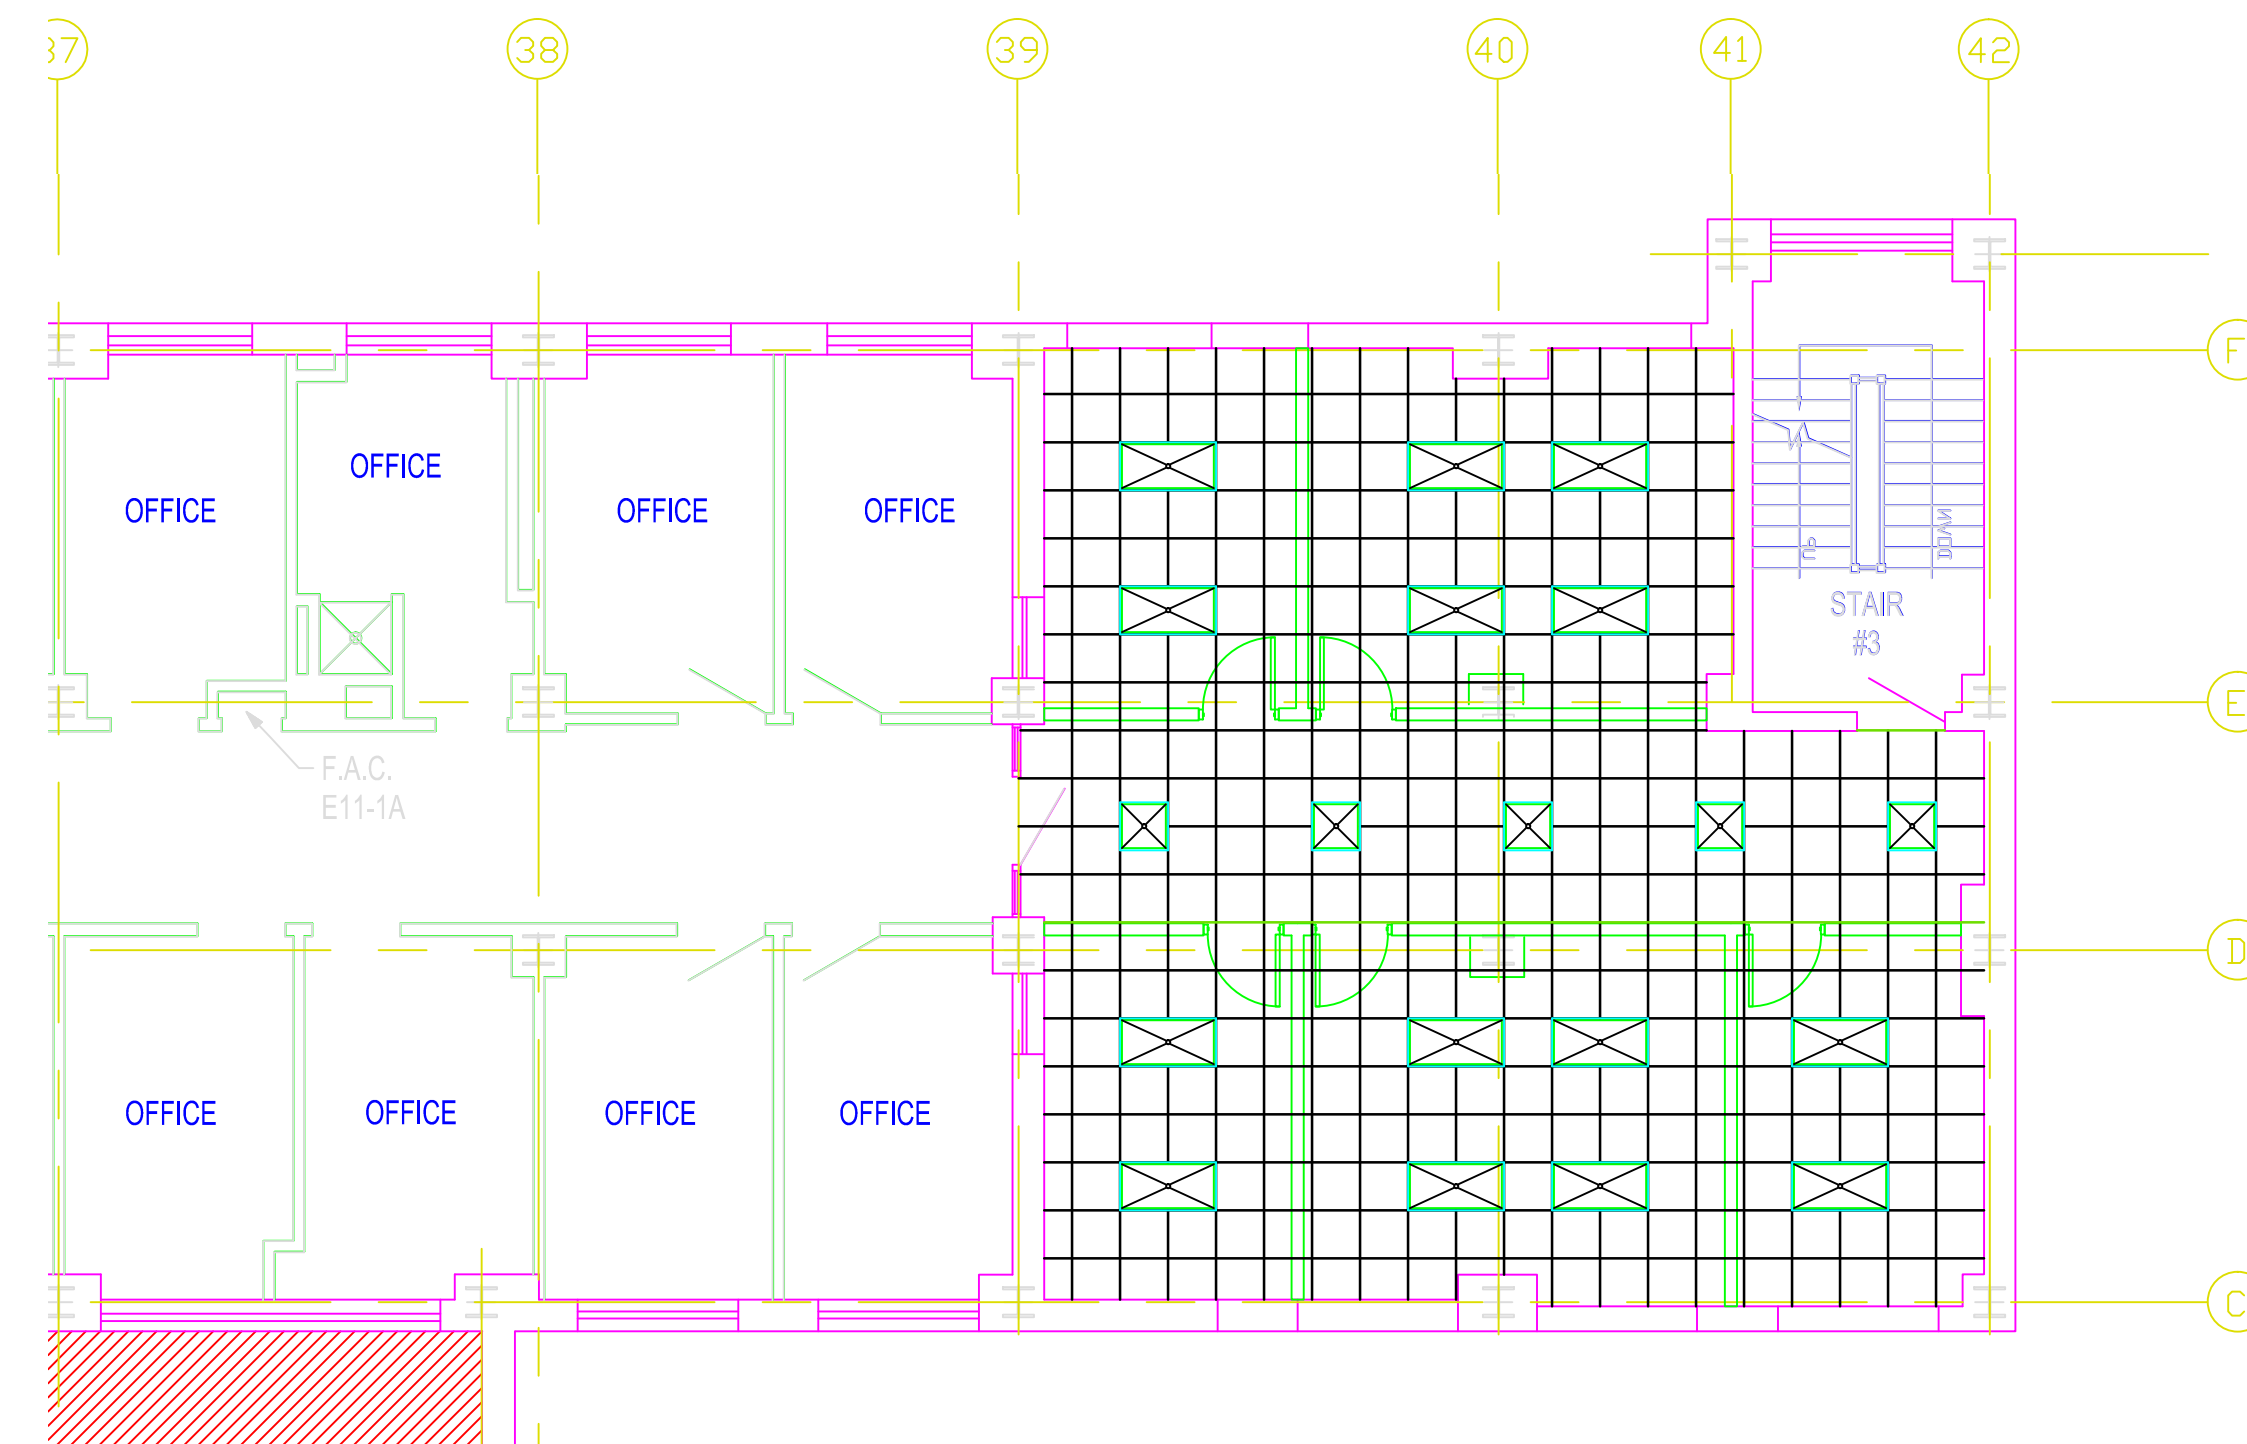 37 38 39 40 41 42
F
OFFICE
OFFICE OFFICE OFFICE
UP DOWN
STAIR
#3
E
F.A.C.
E11-1A
D
OFFICE OFFICE OFFICE OFFICE
C